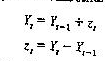 Y_t = Y_{t-1} + z_t
z_t = Y_t - Y_{t-1}